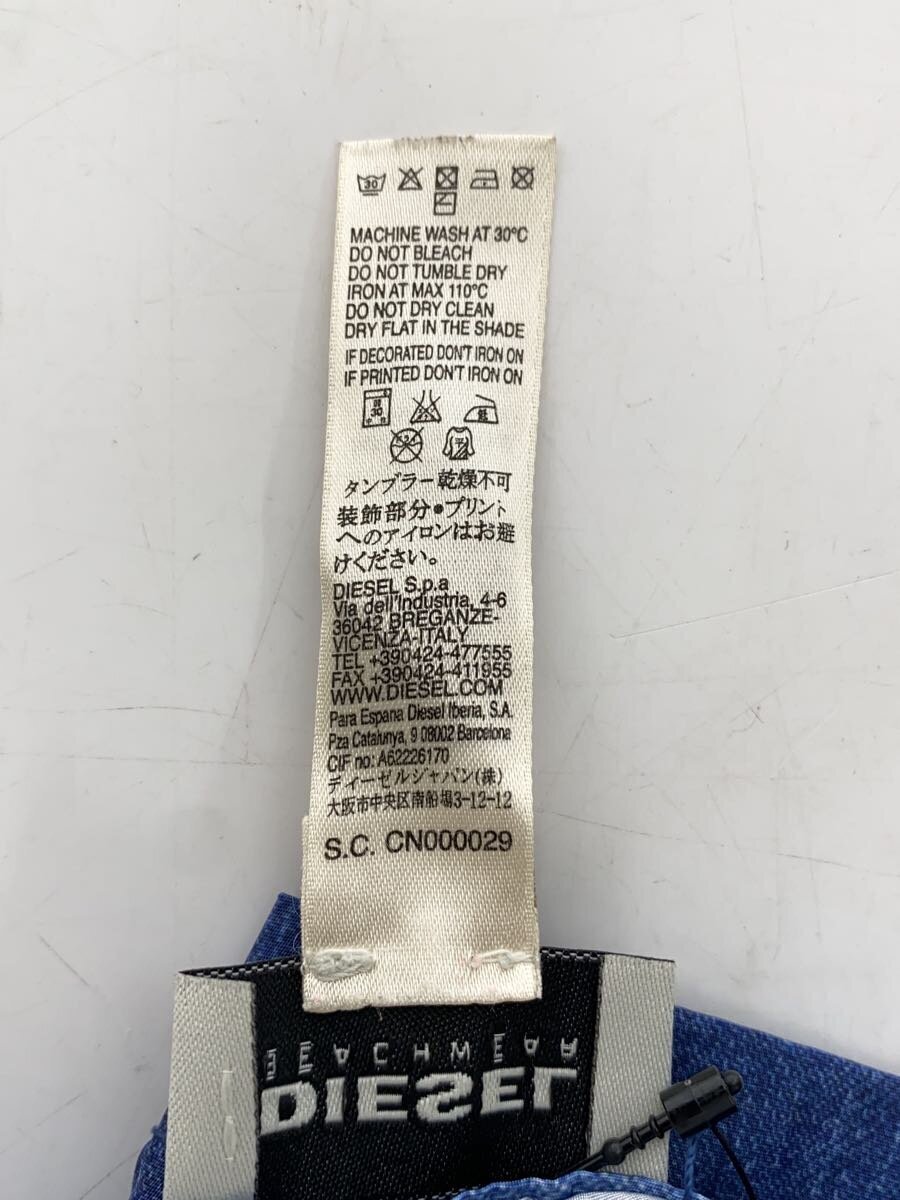 30
MACHINE WASH AT 30°C
DO NOT BLEACH
DO NOT TUMBLE DRY
IRON AT MAX 110°C
DO NOT DRY CLEAN
DRY FLAT IN THE SHADE
IF DECORATED DON'T IRON ON
IF PRINTED DON'T IRON ON
30 低
タンブラー乾燥不可
装飾部分●プリント
へのアイロンはお避
けください。
DIESEL S.p.a
Via dell'Industria, 4-6
36042 BREGANZE-
VICENZA-ITALY
TEL +390424-477555
FAX +390424-411955
WWW.DIESEL.COM
Para Espana Diesel Iberia, S.A.
Pza Catalunya, 9 08002 Barcelona
CIF no: A62226170
ディーゼルジャパン(株)
大阪市中央区南船場3-12-12
S.C. CN000029
BEACHWEAR
DIESEL